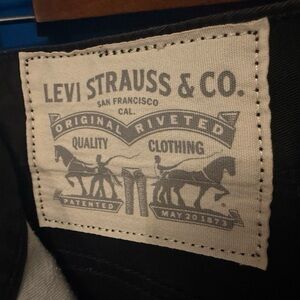 LEVI STRAUSS & CO.
SAN FRANCISCO
CAL.
ORIGINAL RIVETED
QUALITY CLOTHING
PATENTED MAY 20 1873